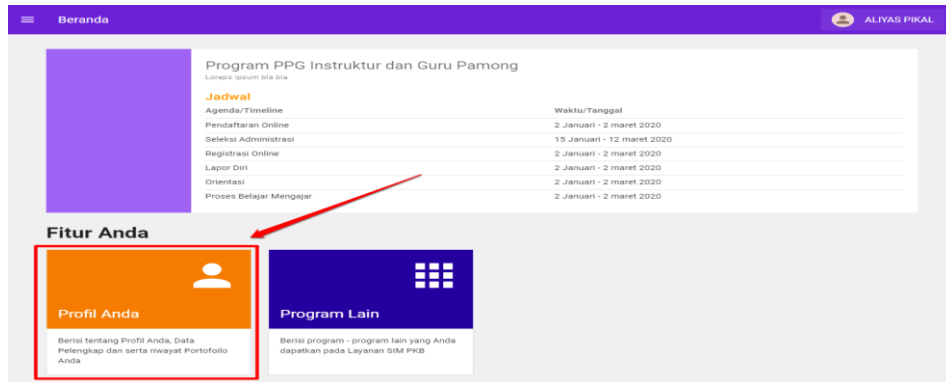 Beranda
ALIYAS PIKAL
Program PPG Instruktur dan Guru Pamong
Loreps ipsum bla bla
Jadwal
Agenda/Timeline Waktu/Tanggal
Pendaftaran Online 2 Januari - 2 maret 2020
Seleksi Administrasi 15 Januari - 12 maret 2020
Registrasi Online 2 Januari - 2 maret 2020
Lapor Diri 2 Januari - 2 maret 2020
Orientasi 2 Januari - 2 maret 2020
Proses Belajar Mengajar 2 Januari - 2 maret 2020
Fitur Anda
Profil Anda
Berisi tentang Profil Anda, Data
Pelengkap dan serta riwayat Portofoilo
Anda
Program Lain
Berisi program - program lain yang Anda
dapatkan pada Layanan SIM PKB